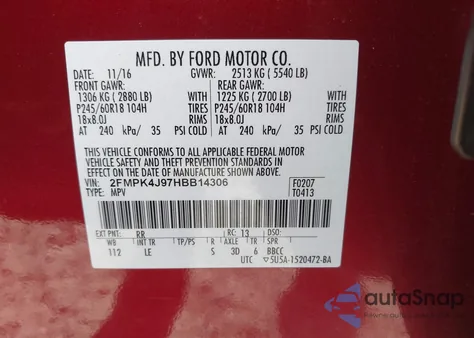 MFD. BY FORD MOTOR CO.
DATE: 11/16 GVWR: 2513 KG ( 5540 LB)
FRONT GAWR: REAR GAWR:
1306 KG ( 2880 LB) 1225 KG ( 2700 LB)
P245/60R18 104H TIRES P245/60R18 104H TIRES
18x8.0J RIMS 18x8.0J RIMS
AT 240 kPa/ 35 PSI COLD AT 240 kPa/ 35 PSI COLD
THIS VEHICLE CONFORMS TO ALL APPLICABLE FEDERAL MOTOR
VEHICLE SAFETY AND THEFT PREVENTION STANDARDS IN
EFFECT ON THE DATE OF MANUFACTURE SHOWN ABOVE.
VIN: 2FMPK4J97HBB14306 F0207
TYPE: MPV T0413
EXT PNT: RR RC: 13 DSO:
WB INT TR TP/PS R AXLE TR SPR
112 LE S 3D 6 BBCC
UTC 5U5A-1520472-BA
autoSnap